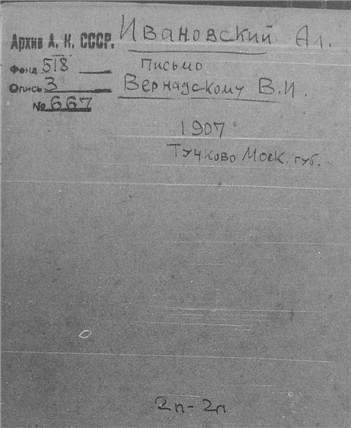 Ивановский Ал.
Архив А. Н. СССР.
Фонд 518
Письмо
Опись 3
Вернадскому В.И.
№ 667
1907
Тучково Моск. губ.
2л-2л